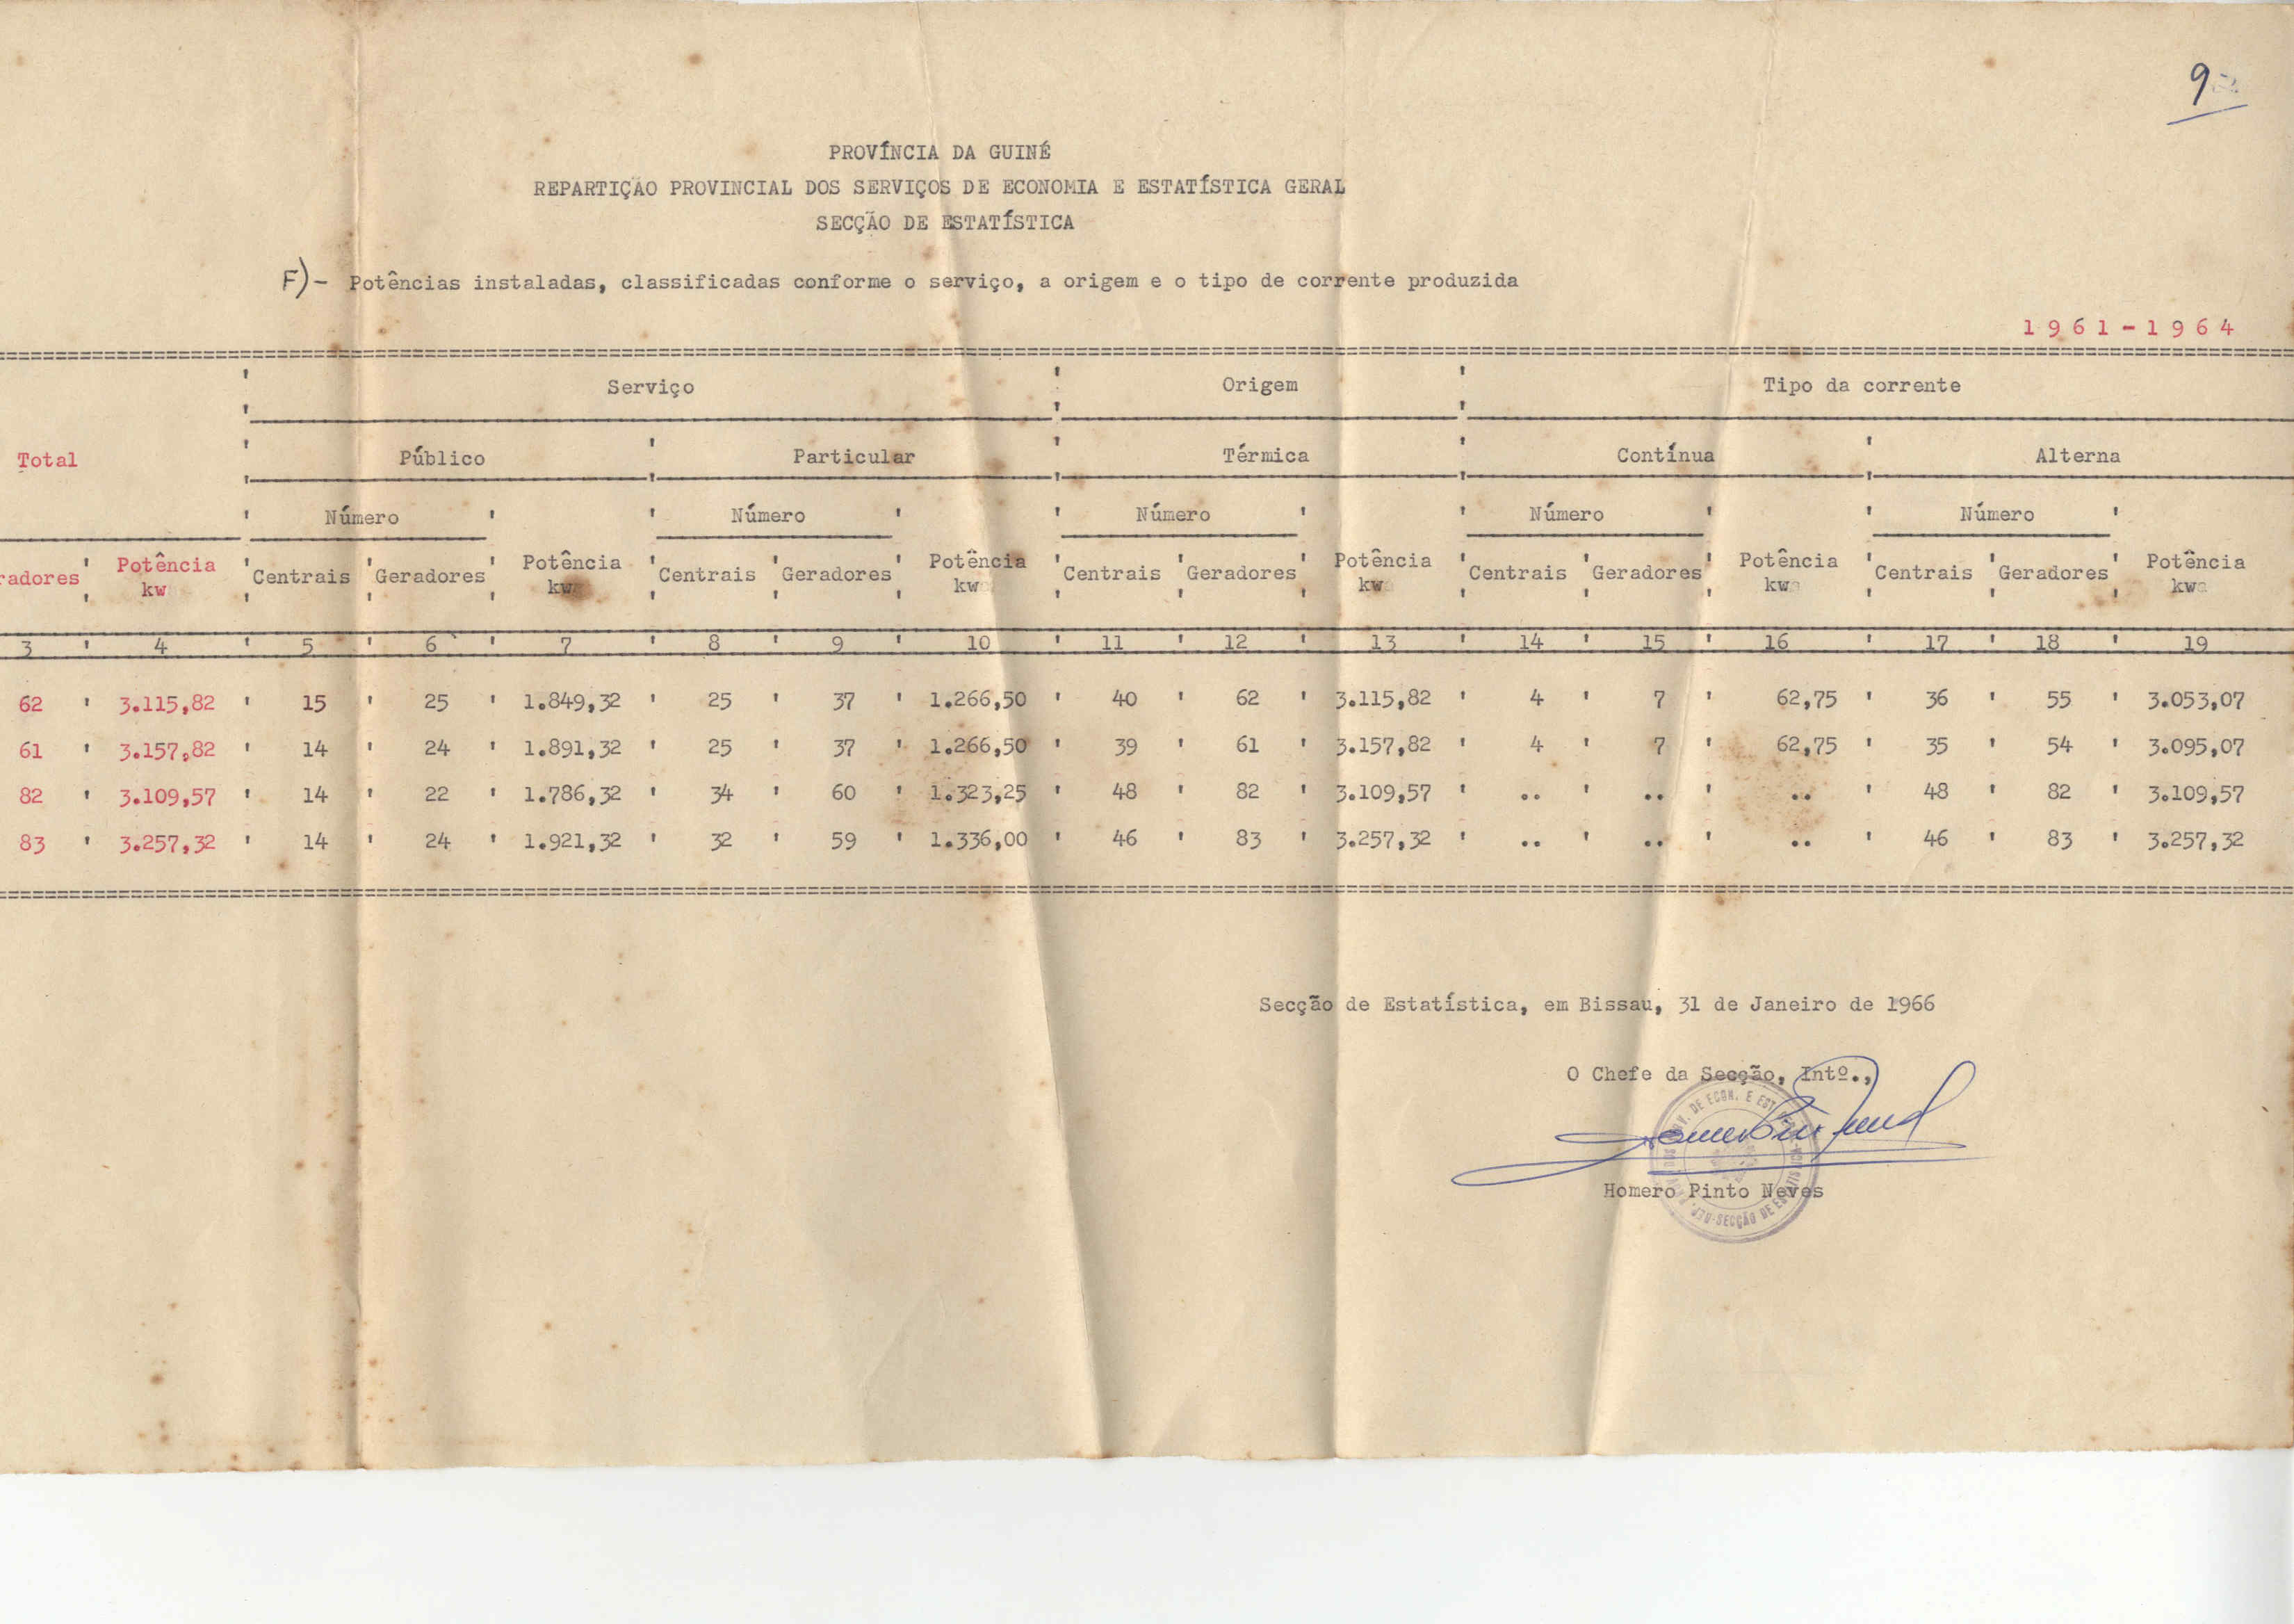 9
PROVÍNCIA DA GUINÉ
REPARTIÇÃO PROVINCIAL DOS SERVIÇOS DE ECONOMIA E ESTATÍSTICA GERAL
SECÇÃO DE ESTATÍSTICA
F)- Potências instaladas, classificadas conforme o serviço, a origem e o tipo de corrente produzida
1961-1964
Serviço Origem Tipo da corrente
Total Público Particular Térmica Contínua Alterna
Número Número Número Número Número
radores Potência kw Centrais Geradores Potência kw Centrais Geradores Potência kw Centrais Geradores Potência kw Centrais Geradores Potência kw Centrais Geradores Potência kw
3 4 5 6 7 8 9 10 11 12 13 14 15 16 17 18 19
62 3.115,82 15 25 1.849,32 25 37 1.266,50 40 62 3.115,82 4 7 62,75 36 55 3.053,07
61 3.157,82 14 24 1.891,32 25 37 1.266,50 39 61 3.157,82 4 7 62,75 35 54 3.095,07
82 3.109,57 14 22 1.786,32 34 60 1.323,25 48 82 3.109,57 .. .. .. 48 82 3.109,57
83 3.257,32 14 24 1.921,32 32 59 1.336,00 46 83 3.257,32 .. .. .. 46 83 3.257,32
Secção de Estatística, em Bissau, 31 de Janeiro de 1966
O Chefe da Secção, Intº.,
DE ECON. E EST.
SECÇÃO DE
Homero Pinto Neves